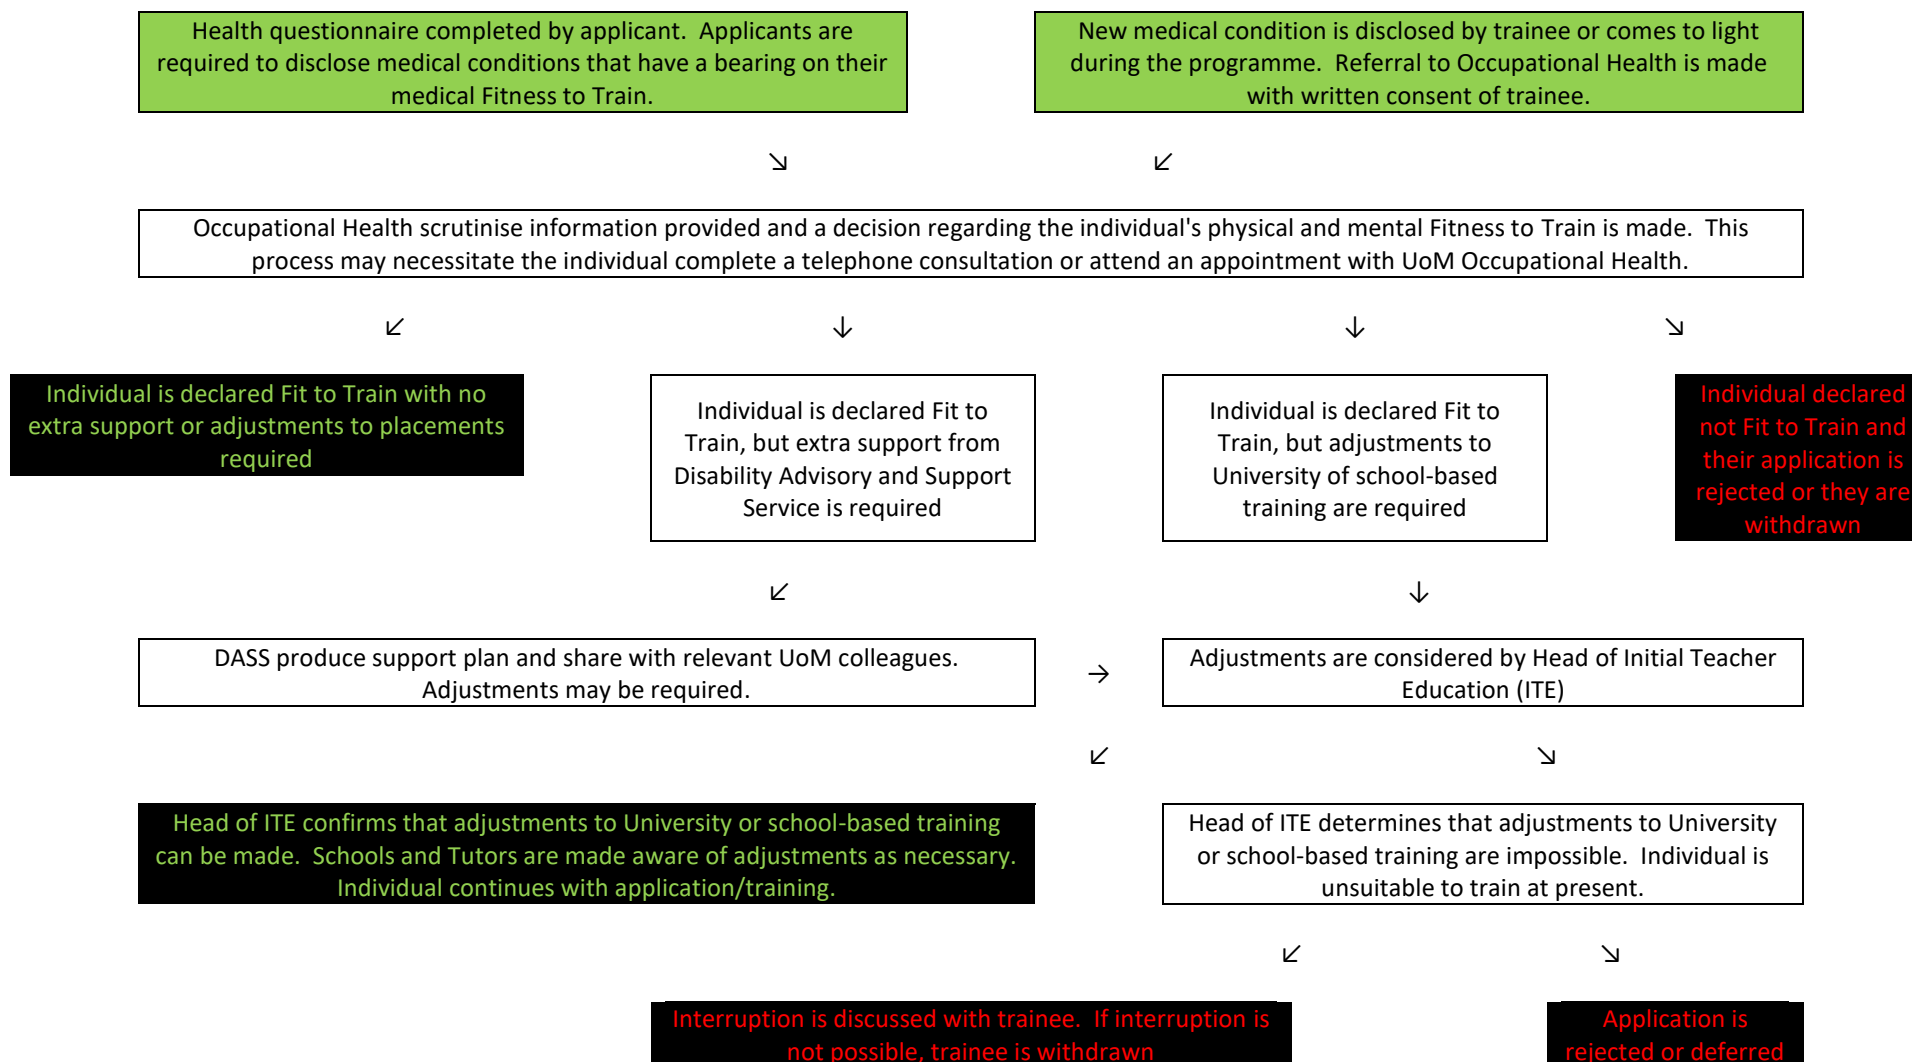 Health questionnaire completed by applicant. Applicants are
required to disclose medical conditions that have a bearing on their
medical Fitness to Train.
New medical condition is disclosed by trainee or comes to light
during the programme. Referral to Occupational Health is made
with written consent of trainee.
↘ ↙
Occupational Health scrutinise information provided and a decision regarding the individual's physical and mental Fitness to Train is made. This
process may necessitate the individual complete a telephone consultation or attend an appointment with UoM Occupational Health.
↙ ↓ ↓ ↘
Individual is declared Fit to Train with no
extra support or adjustments to placements
required
Individual is declared Fit to
Train, but extra support from
Disability Advisory and Support
Service is required
Individual is declared Fit to
Train, but adjustments to
University of school-based
training are required
Individual declared
not Fit to Train and
their application is
rejected or they are
withdrawn
↙ ↓
DASS produce support plan and share with relevant UoM colleagues.
Adjustments may be required.
→
Adjustments are considered by Head of Initial Teacher
Education (ITE)
↙ ↘
Head of ITE confirms that adjustments to University or school-based training
can be made. Schools and Tutors are made aware of adjustments as necessary.
Individual continues with application/training.
Head of ITE determines that adjustments to University
or school-based training are impossible. Individual is
unsuitable to train at present.
↙ ↘
Interruption is discussed with trainee. If interruption is
not possible, trainee is withdrawn
Application is
rejected or deferred